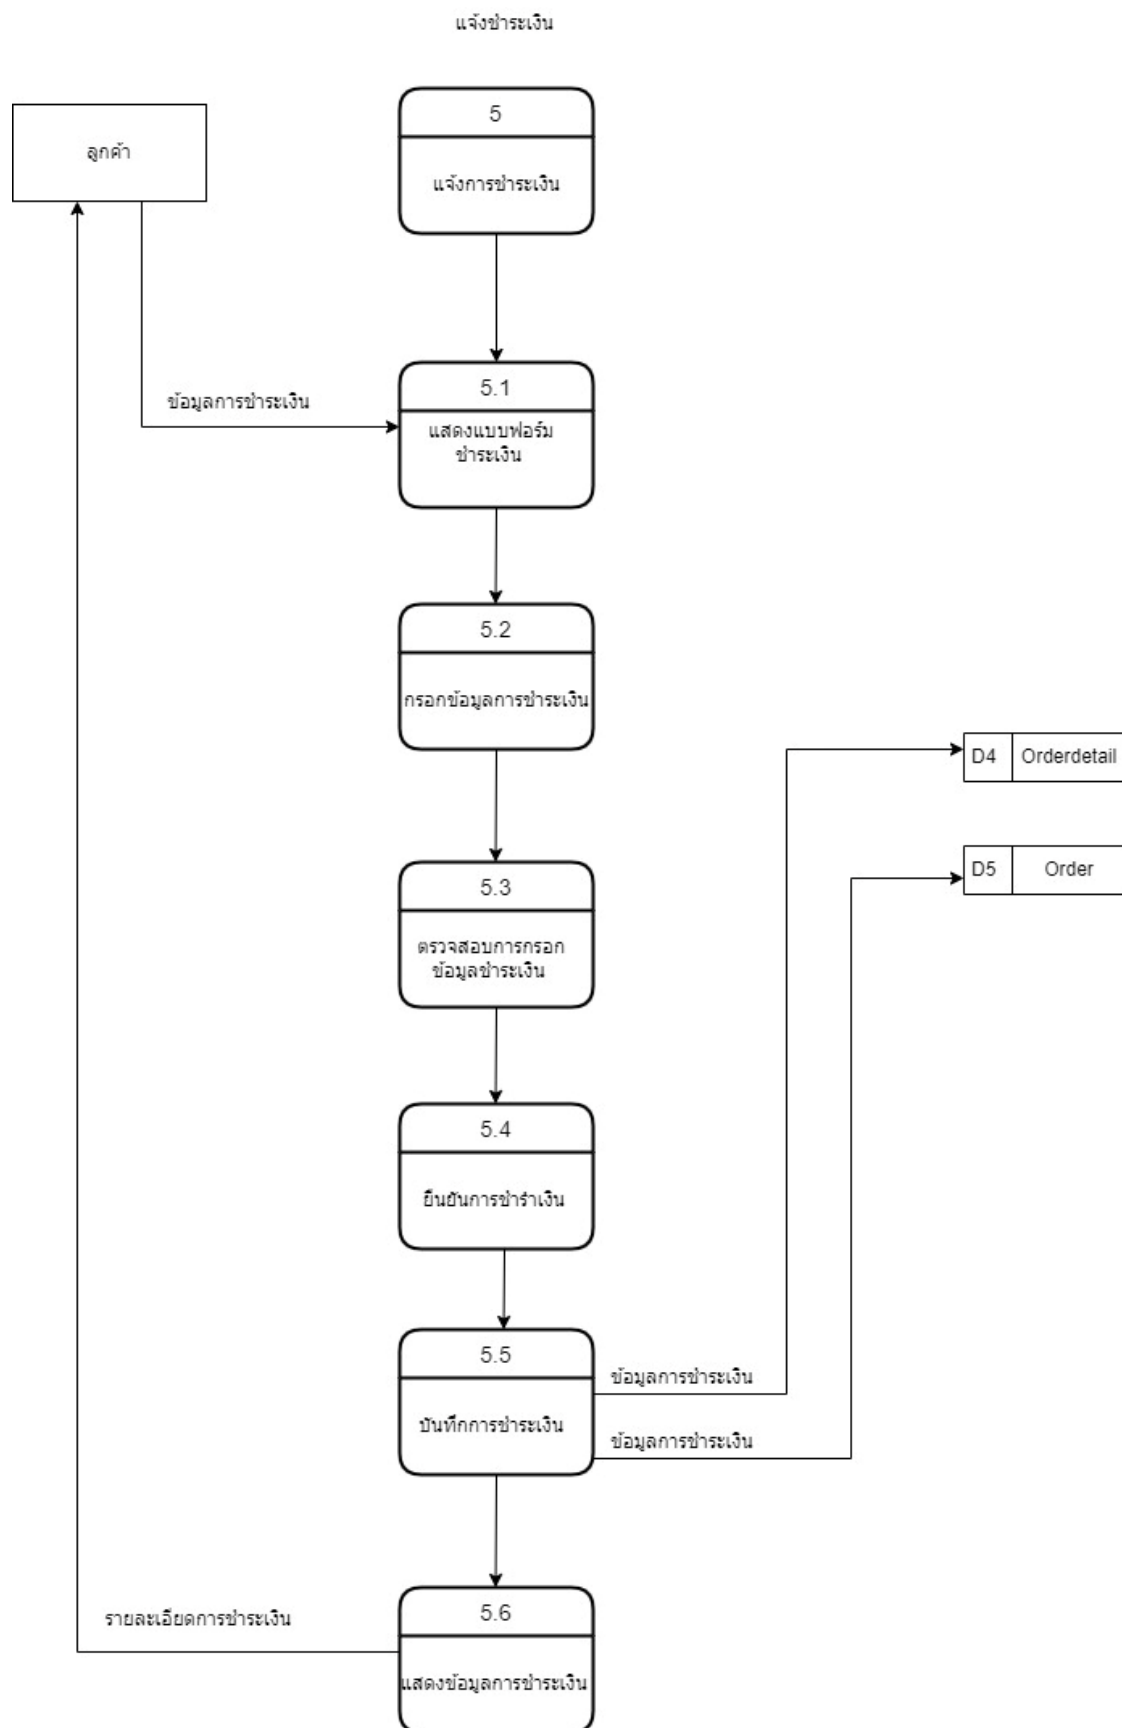 แจ้งชำระเงิน
ลูกค้า
5
แจ้งการชำระเงิน
ข้อมูลการชำระเงิน
5.1
แสดงแบบฟอร์ม
ชำระเงิน
5.2
กรอกข้อมูลการชำระเงิน
D4 Orderdetail
D5 Order
5.3
ตรวจสอบการกรอก
ข้อมูลชำระเงิน
5.4
ยืนยันการชำรำเงิน
5.5
บันทึกการชำระเงิน
ข้อมูลการชำระเงิน
ข้อมูลการชำระเงิน
5.6
แสดงข้อมูลการชำระเงิน
รายละเอียดการชำระเงิน